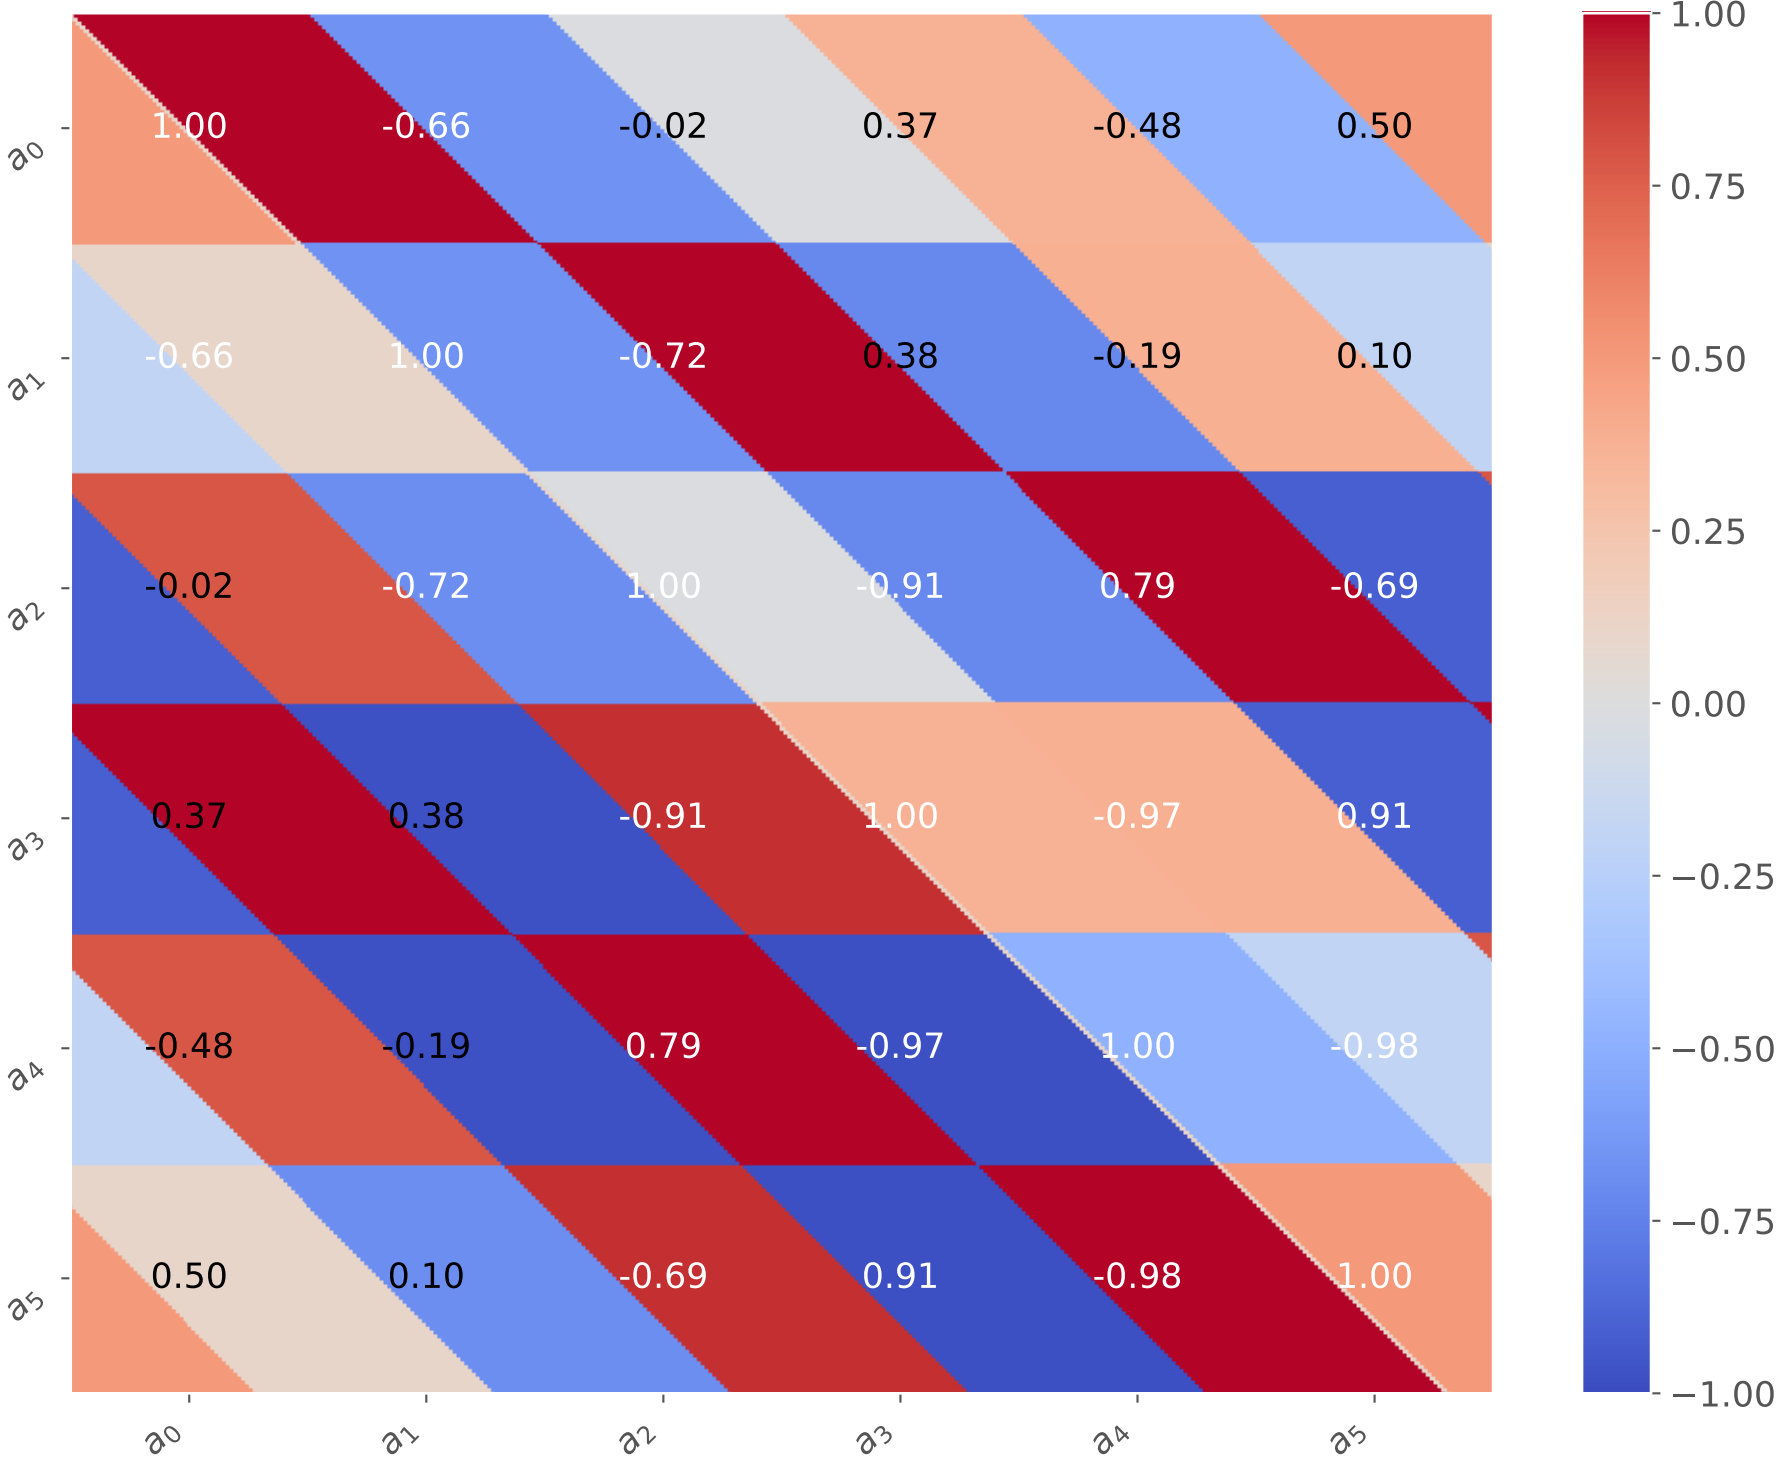 1.00
a0 1.00 -0.66 -0.02 0.37 -0.48 0.50
0.75
a1 -0.66 1.00 -0.72 0.38 -0.19 0.10
0.50
0.25
a2 -0.02 -0.72 1.00 -0.91 0.79 -0.69
0.00
a3 0.37 0.38 -0.91 1.00 -0.97 0.91
−0.25
a4 -0.48 -0.19 0.79 -0.97 1.00 -0.98
−0.50
−0.75
a5 0.50 0.10 -0.69 0.91 -0.98 1.00
−1.00
a0 a1 a2 a3 a4 a5